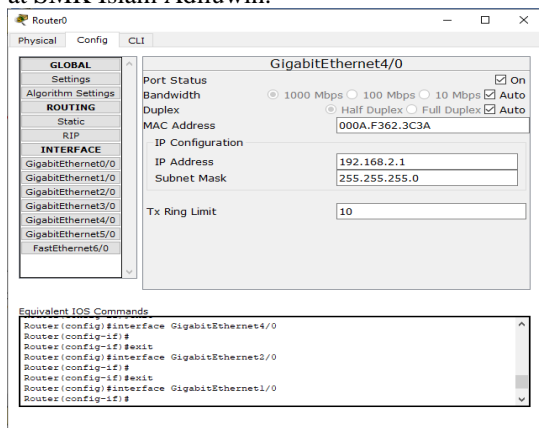 at SMK Islam Adluwih.
Router0
Physical Config CLI
GLOBAL
Settings
Algorithm Settings
ROUTING
Static
RIP
INTERFACE
GigabitEthernet0/0
GigabitEthernet1/0
GigabitEthernet2/0
GigabitEthernet3/0
GigabitEthernet4/0
GigabitEthernet5/0
FastEthernet6/0
GigabitEthernet4/0
Port Status On
Bandwidth 1000 Mbps 100 Mbps 10 Mbps Auto
Duplex Half Duplex Full Duplex Auto
MAC Address 000A.F362.3C3A
IP Configuration
IP Address 192.168.2.1
Subnet Mask 255.255.255.0
Tx Ring Limit 10
Equivalent IOS Commands
Router(config)#interface GigabitEthernet4/0
Router(config-if)#
Router(config-if)#exit
Router(config)#interface GigabitEthernet2/0
Router(config-if)#
Router(config-if)#exit
Router(config)#interface GigabitEthernet1/0
Router(config-if)#